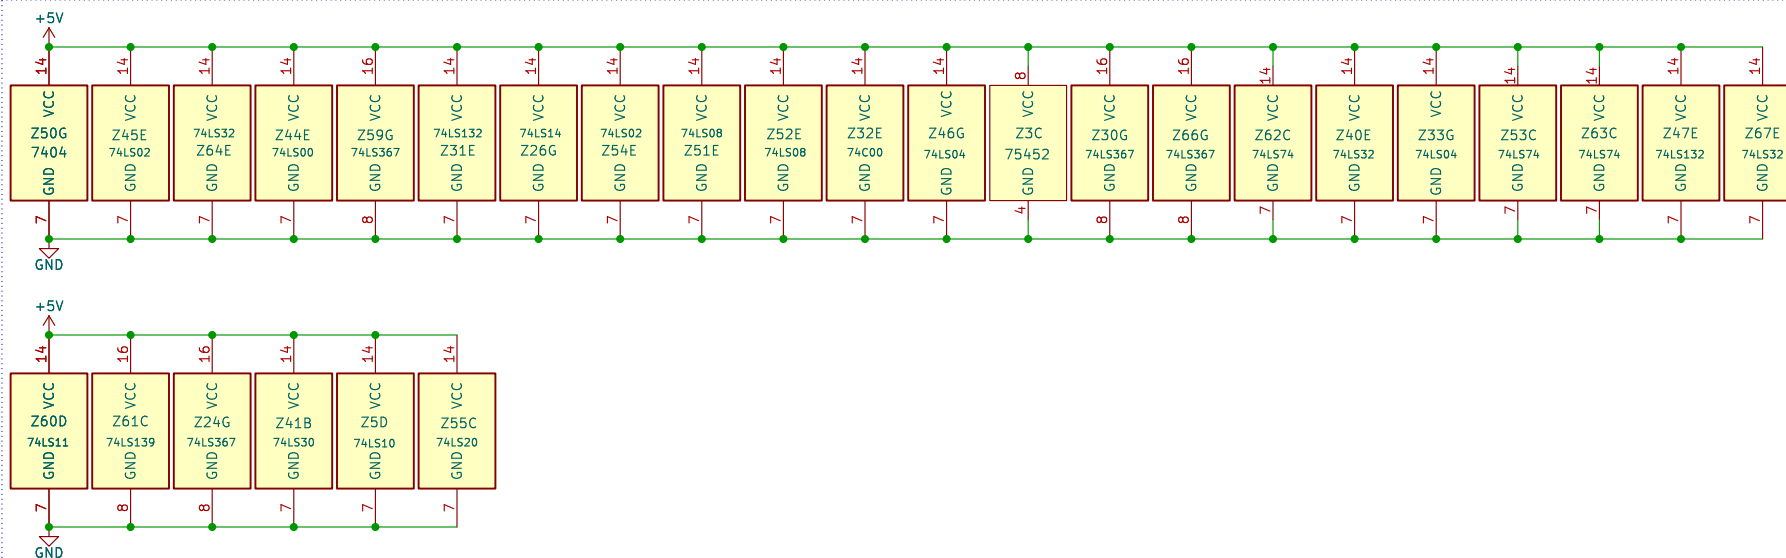 +5V
14 14 14 14 16 14 14 14 14 14 14 14 8 16 16 14 14 14 14 14 14 14
VCC VCC VCC VCC VCC VCC VCC VCC VCC VCC VCC VCC VCC VCC VCC VCC VCC VCC VCC VCC VCC VCC
Z50G Z45E 74LS32 Z44E Z59G 74LS132 74LS14 74LS02 74LS08 Z52E Z32E Z46G Z3C Z30G Z66G Z62C Z40E Z33G Z53C Z63C Z47E Z67E
7404 74LS02 Z64E 74LS00 74LS367 Z31E Z26G Z54E Z51E 74LS08 74C00 74LS04 75452 74LS367 74LS367 74LS74 74LS32 74LS04 74LS74 74LS74 74LS132 74LS32
GND GND GND GND GND GND GND GND GND GND GND GND GND GND GND GND GND GND GND GND GND GND
7 7 7 7 8 7 7 7 7 7 7 7 4 8 8 7 7 7 7 7 7 7
GND
+5V
14 16 16 14 14 14
VCC VCC VCC VCC VCC VCC
Z60D Z61C Z24G Z41B Z5D Z55C
74LS11 74LS139 74LS367 74LS30 74LS10 74LS20
GND GND GND GND GND GND
7 8 8 7 7 7
GND